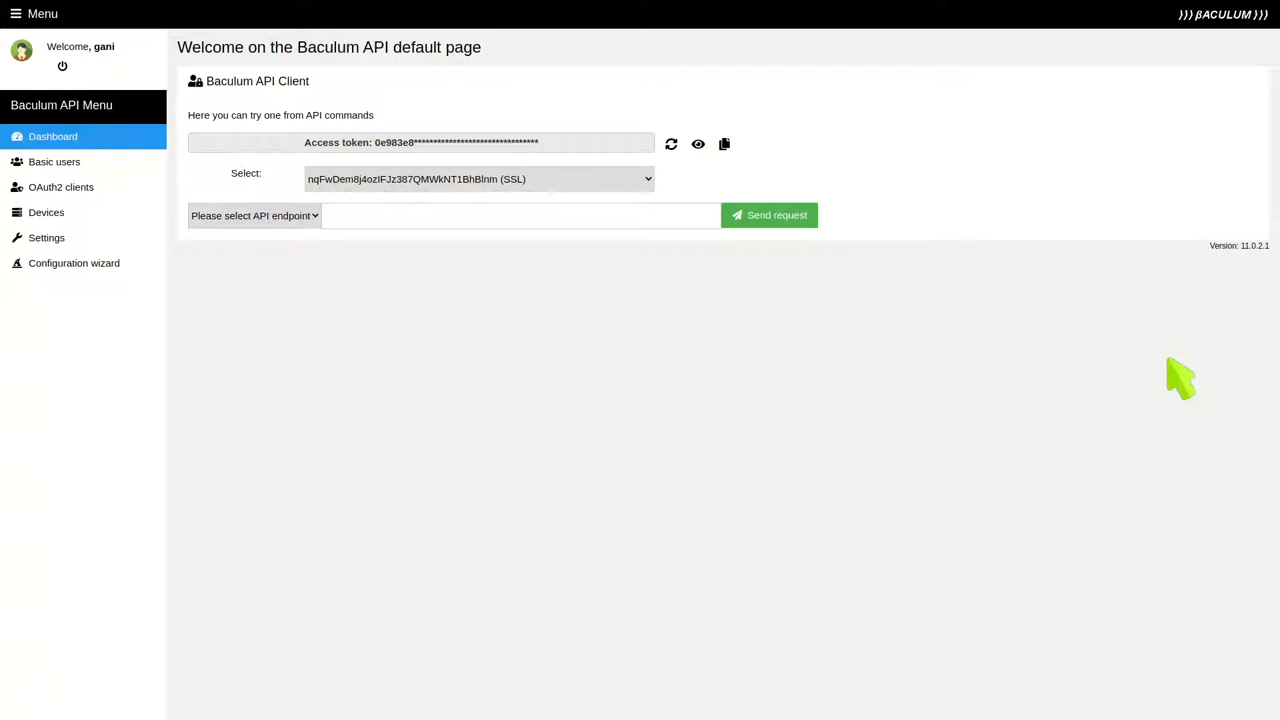 Menu
))) βACULUM )))
Welcome, gani
Baculum API Menu
Dashboard
Basic users
OAuth2 clients
Devices
Settings
Configuration wizard
Welcome on the Baculum API default page
Baculum API Client
Here you can try one from API commands
Access token: 0e983e8*********************************
Select:
nqFwDem8j4ozIFJz387QMWkNT1BhBlnm (SSL)
Please select API endpoint
Send request
Version: 11.0.2.1